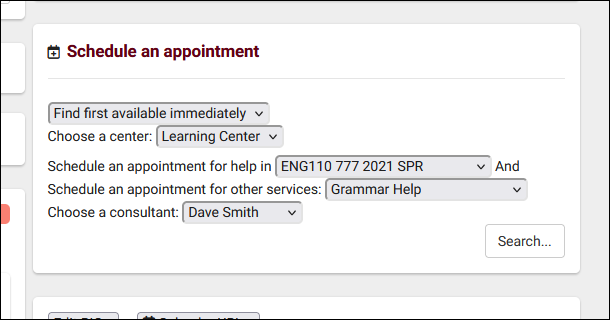 Schedule an appointment
Find first available immediately
Choose a center: Learning Center
Schedule an appointment for help in ENG110 777 2021 SPR And
Schedule an appointment for other services: Grammar Help
Choose a consultant: Dave Smith
Search...